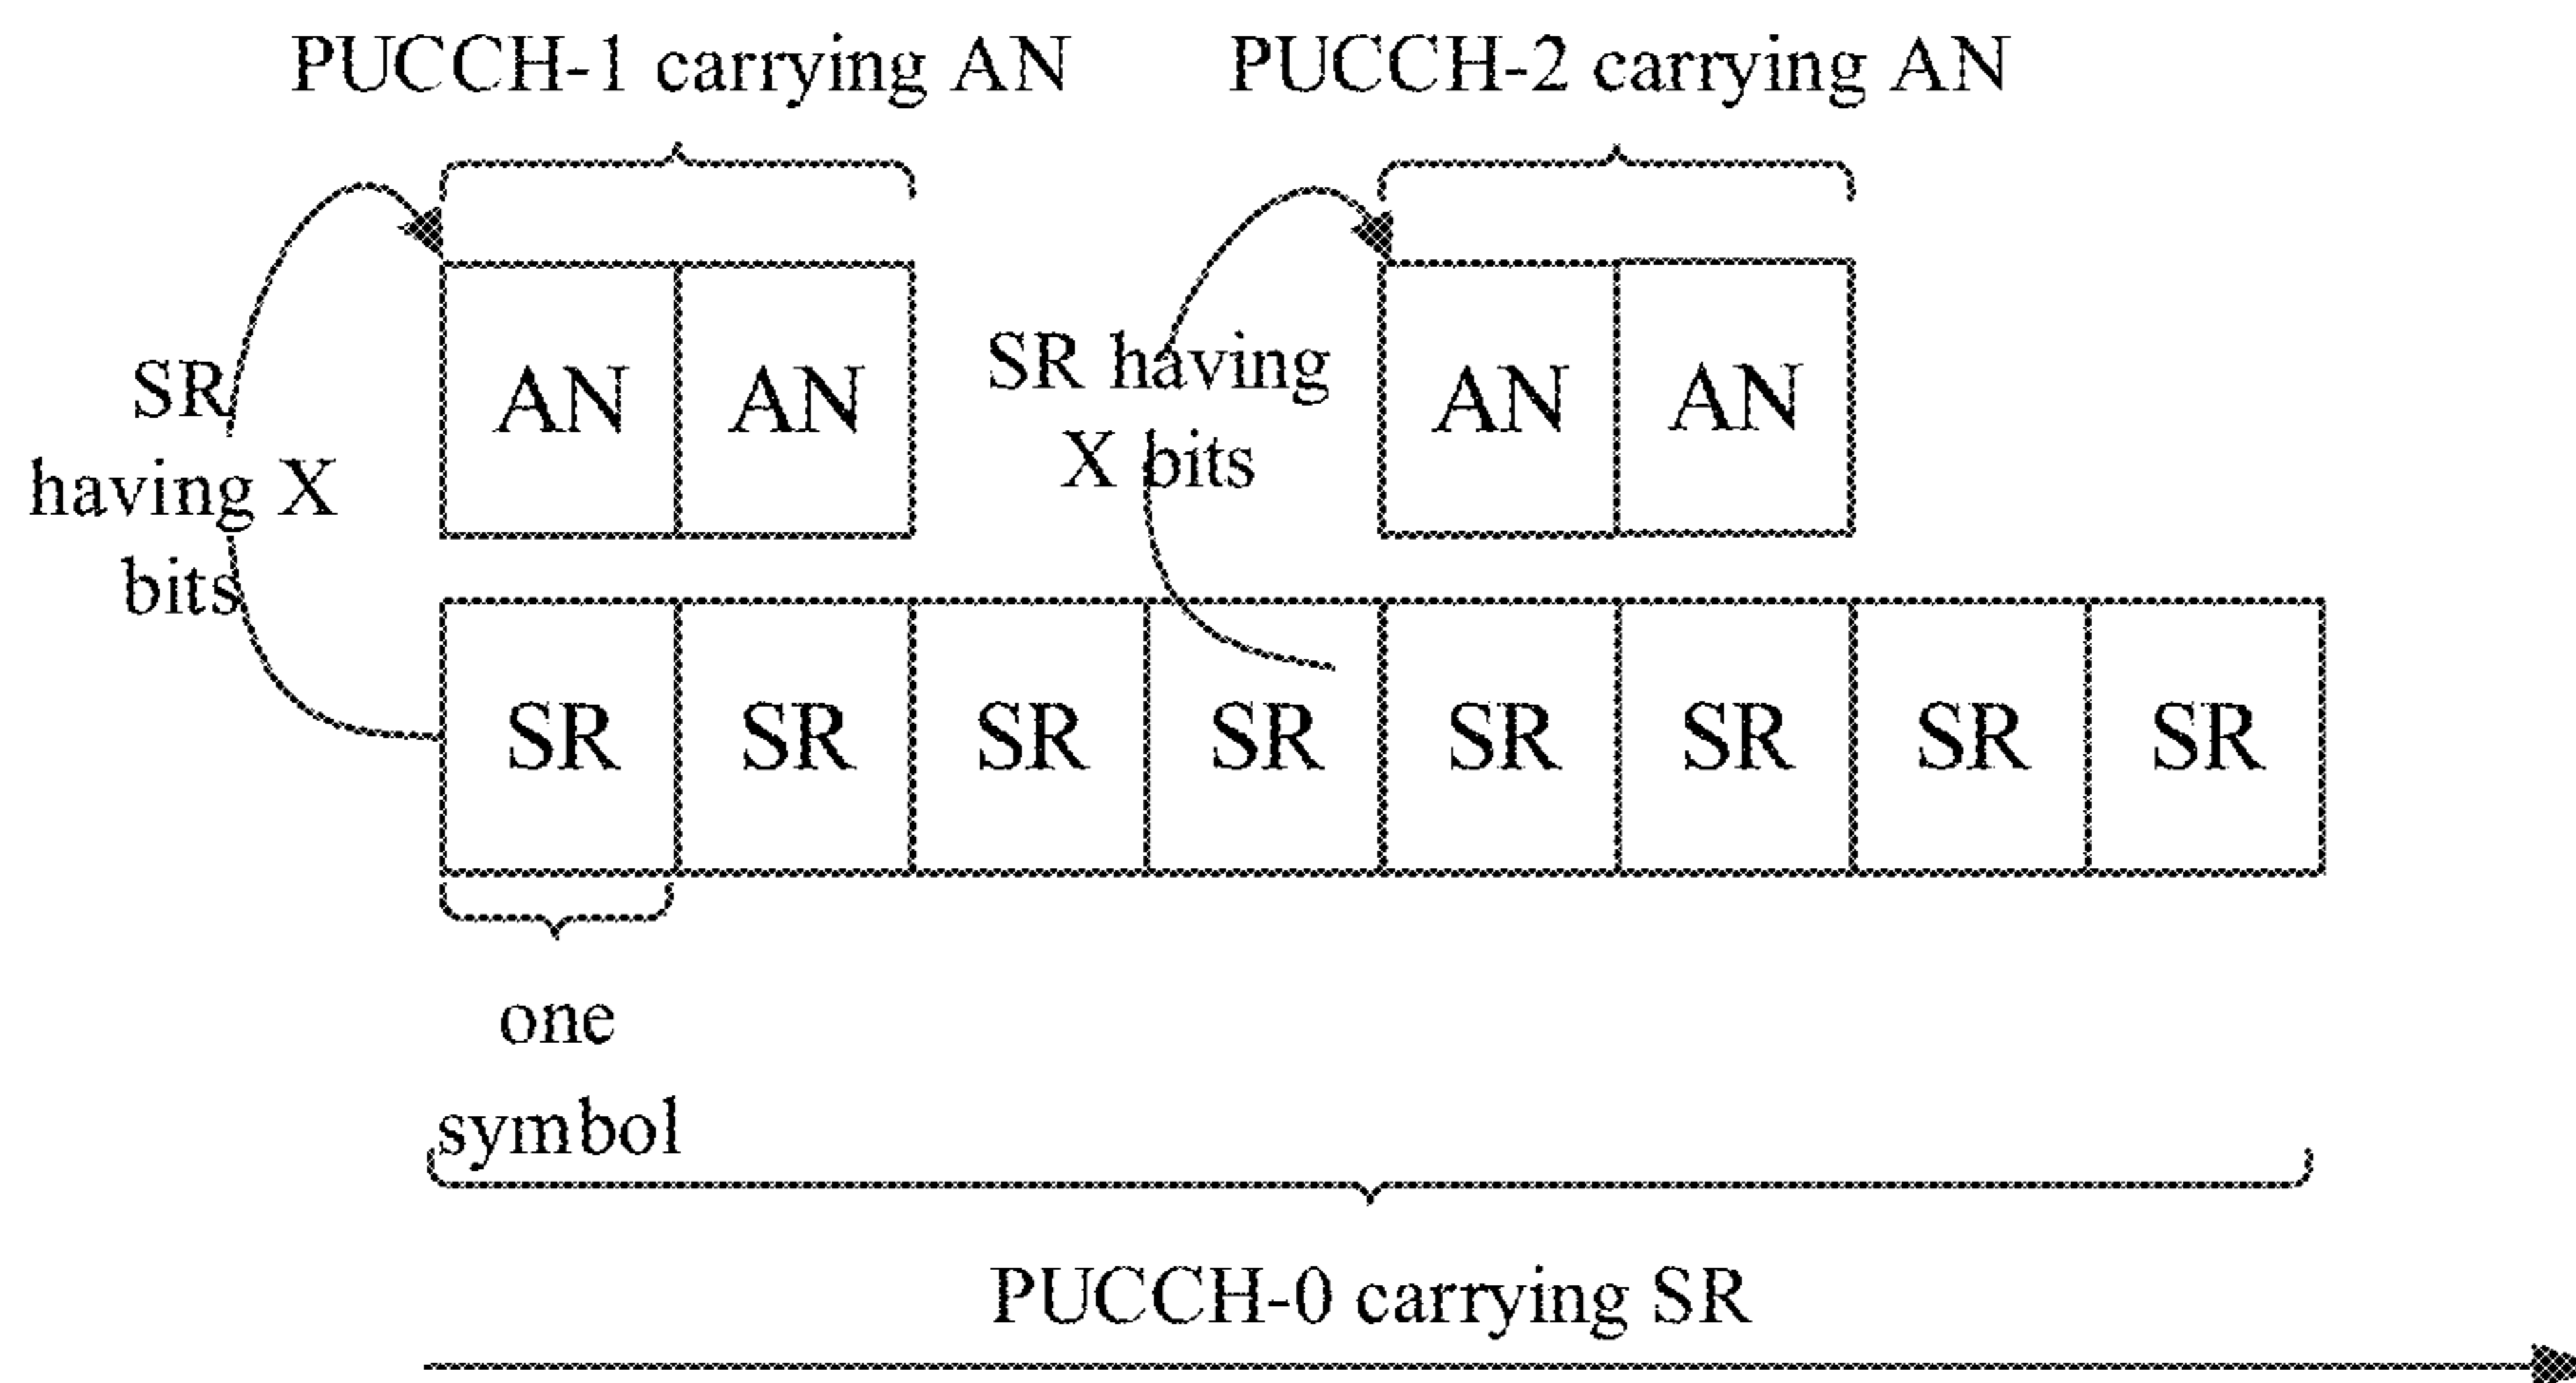 PUCCH-1 carrying AN
PUCCH-2 carrying AN
SR
having X
bits
AN
AN
SR having
X bits
AN
AN
SR
SR
SR
SR
SR
SR
SR
SR
one
symbol
PUCCH-0 carrying SR